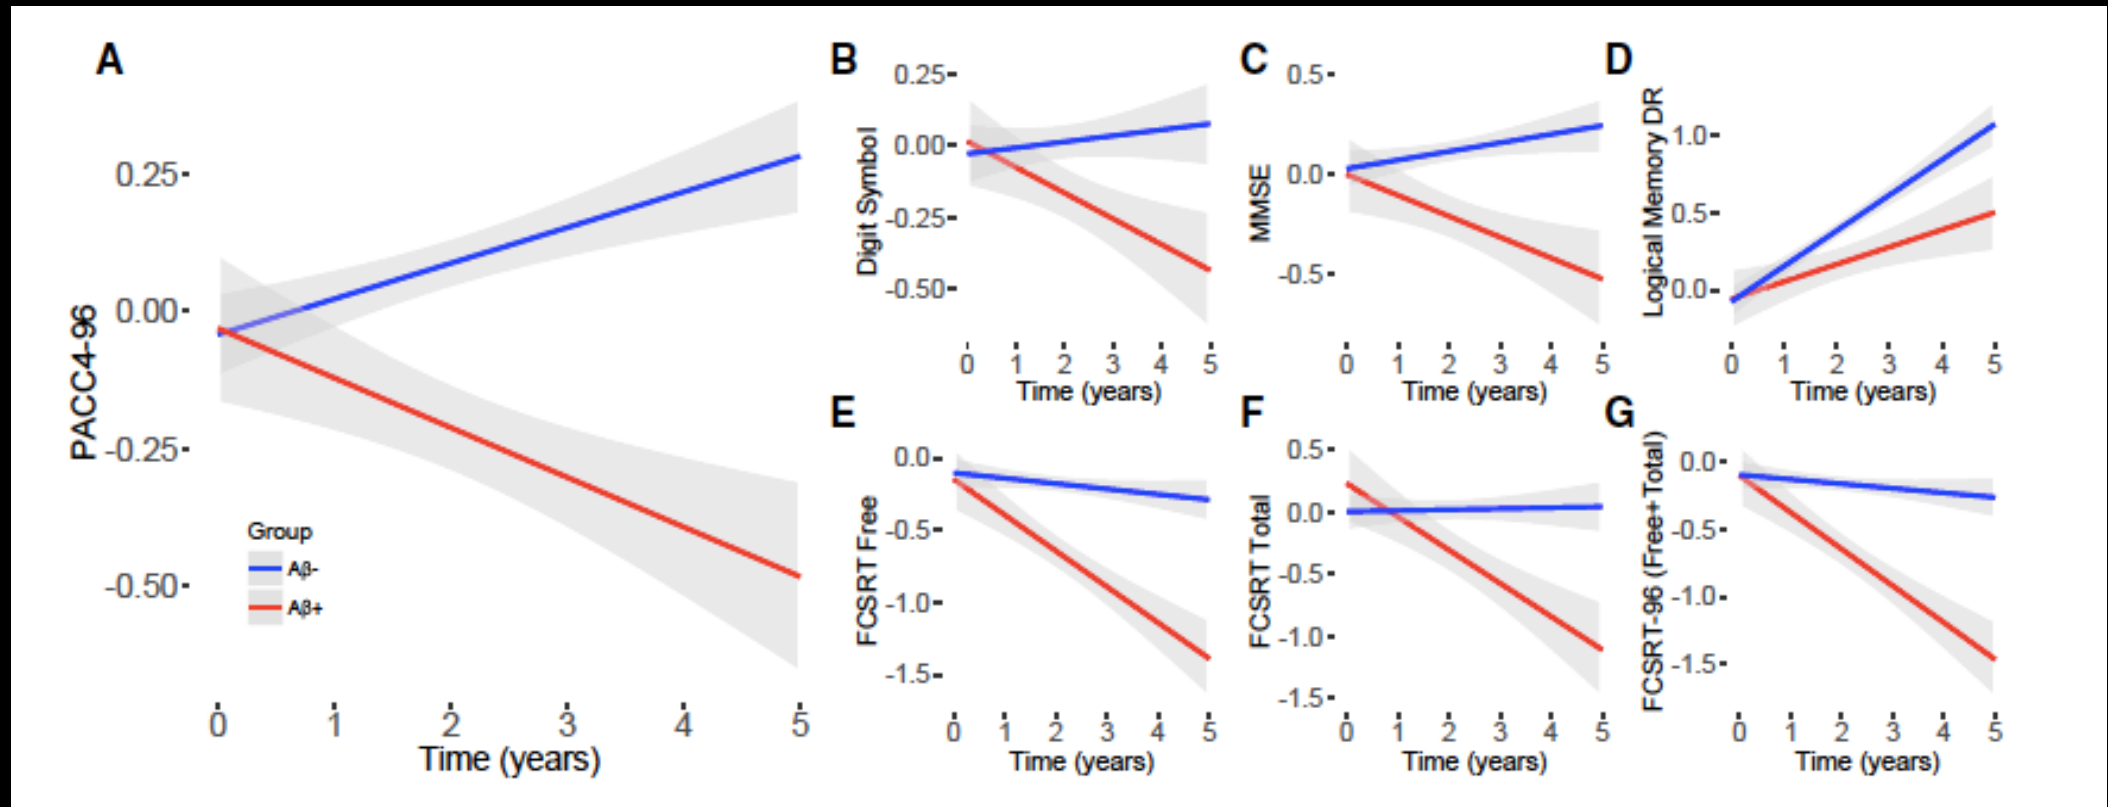 A
PACC4-96
0.25
0.00
-0.25
-0.50
Group
Aβ-
Aβ+
0 1 2 3 4 5
Time (years)
B
Digit Symbol
0.25
0.00
-0.25
-0.50
0 1 2 3 4 5
Time (years)
C
MMSE
0.5
0.0
-0.5
0 1 2 3 4 5
Time (years)
D
Logical Memory DR
1.0
0.5
0.0
0 1 2 3 4 5
Time (years)
E
FCSRT Free
0.0
-0.5
-1.0
-1.5
0 1 2 3 4 5
Time (years)
F
FCSRT Total
0.5
0.0
-0.5
-1.0
-1.5
0 1 2 3 4 5
Time (years)
G
FCSRT-96 (Free+Total)
0.0
-0.5
-1.0
-1.5
0 1 2 3 4 5
Time (years)